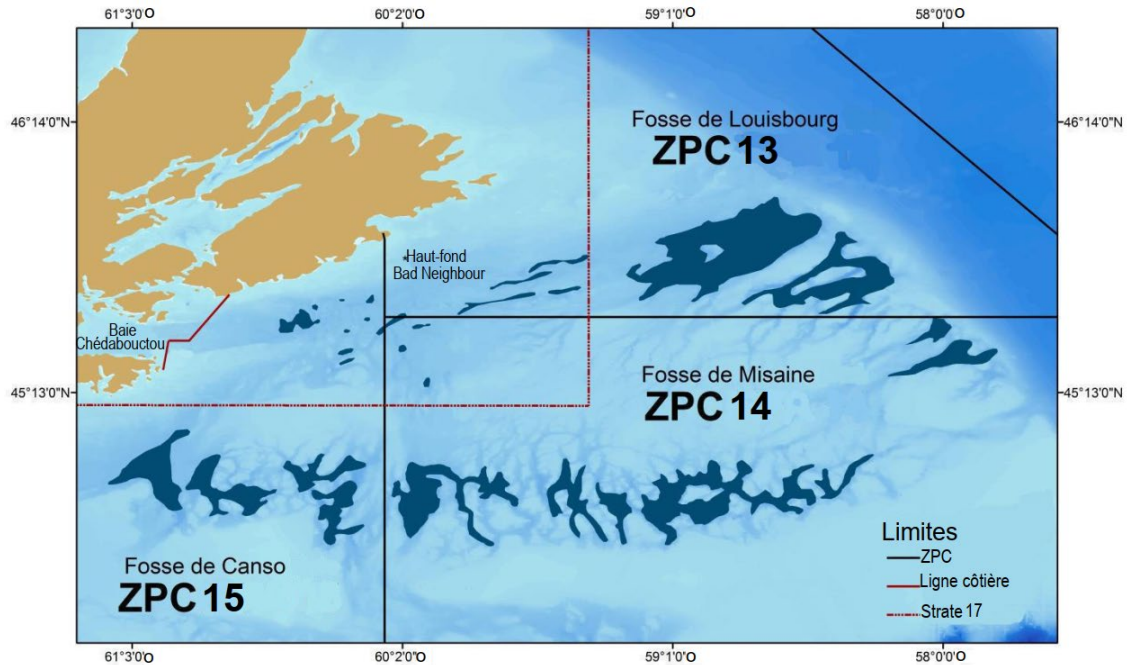 61°3'0"O 60°2'0"O 59°1'0"O 58°0'0"O
46°14'0"N 46°14'0"N
Fosse de Louisbourg
ZPC 13
Haut-fond
Bad Neighbour
Baie
Chédabouctou
Fosse de Misaine
ZPC 14
45°13'0"N 45°13'0"N
Fosse de Canso
ZPC 15
Limites
ZPC
Ligne côtière
Strate 17
61°3'0"O 60°2'0"O 59°1'0"O 58°0'0"O